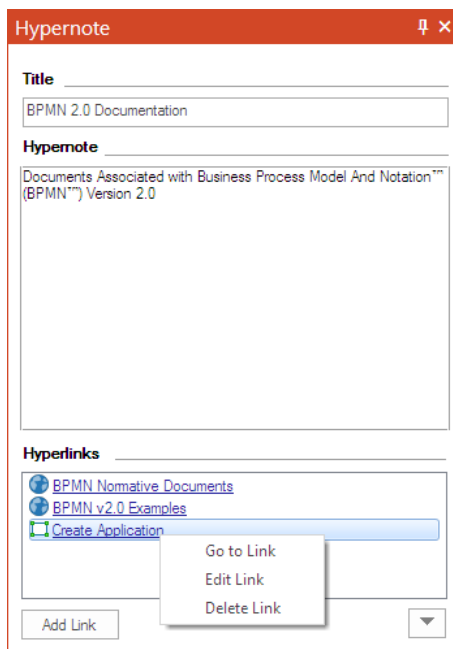 Hypernote
Title
BPMN 2.0 Documentation
Hypernote
Documents Associated with Business Process Model And Notation™
(BPMN™) Version 2.0
Hyperlinks
BPMN Normative Documents
BPMN v2.0 Examples
Create Application
Go to Link
Edit Link
Delete Link
Add Link